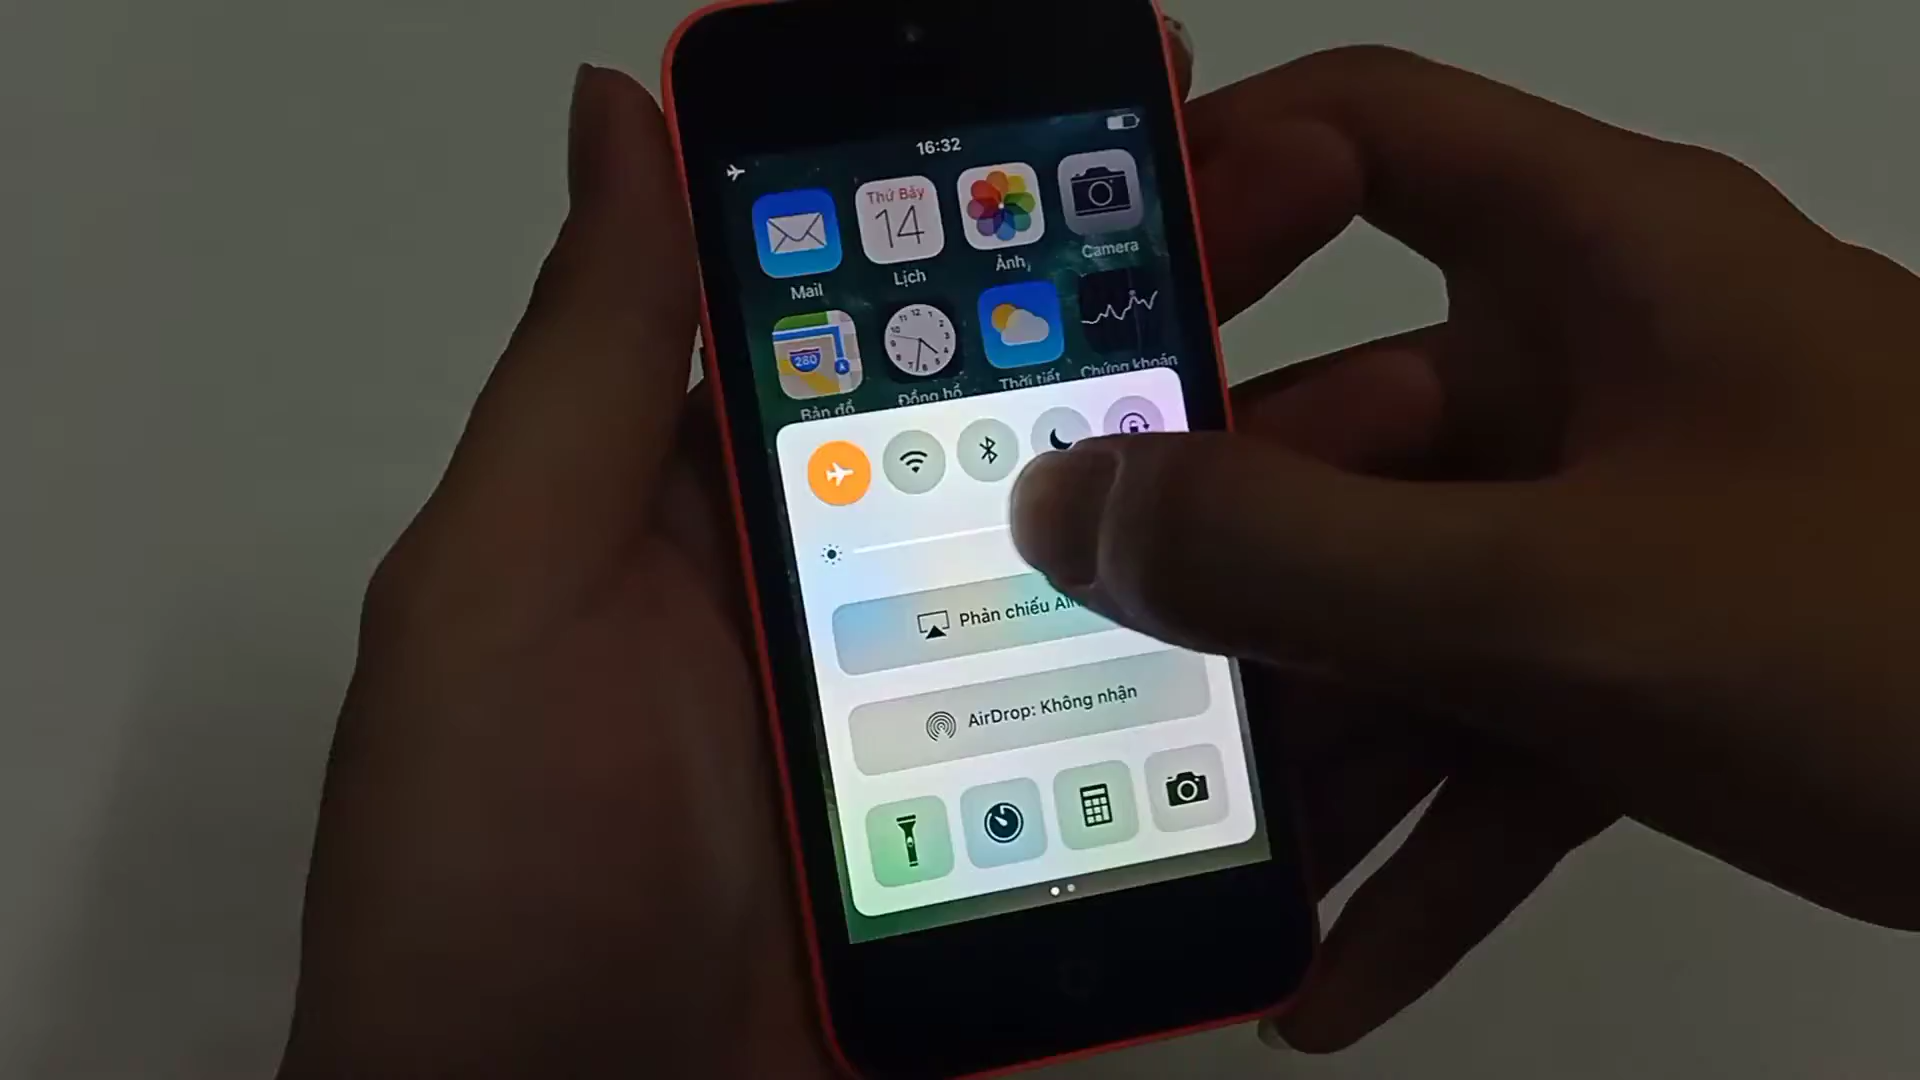 16:32
Thứ Bảy
14
Mail
Lịch
Ảnh
Camera
280
Bản đồ
Đồng hồ
Thời tiết
Chứng khoán
Phản chiếu
AirDrop: Không nhận